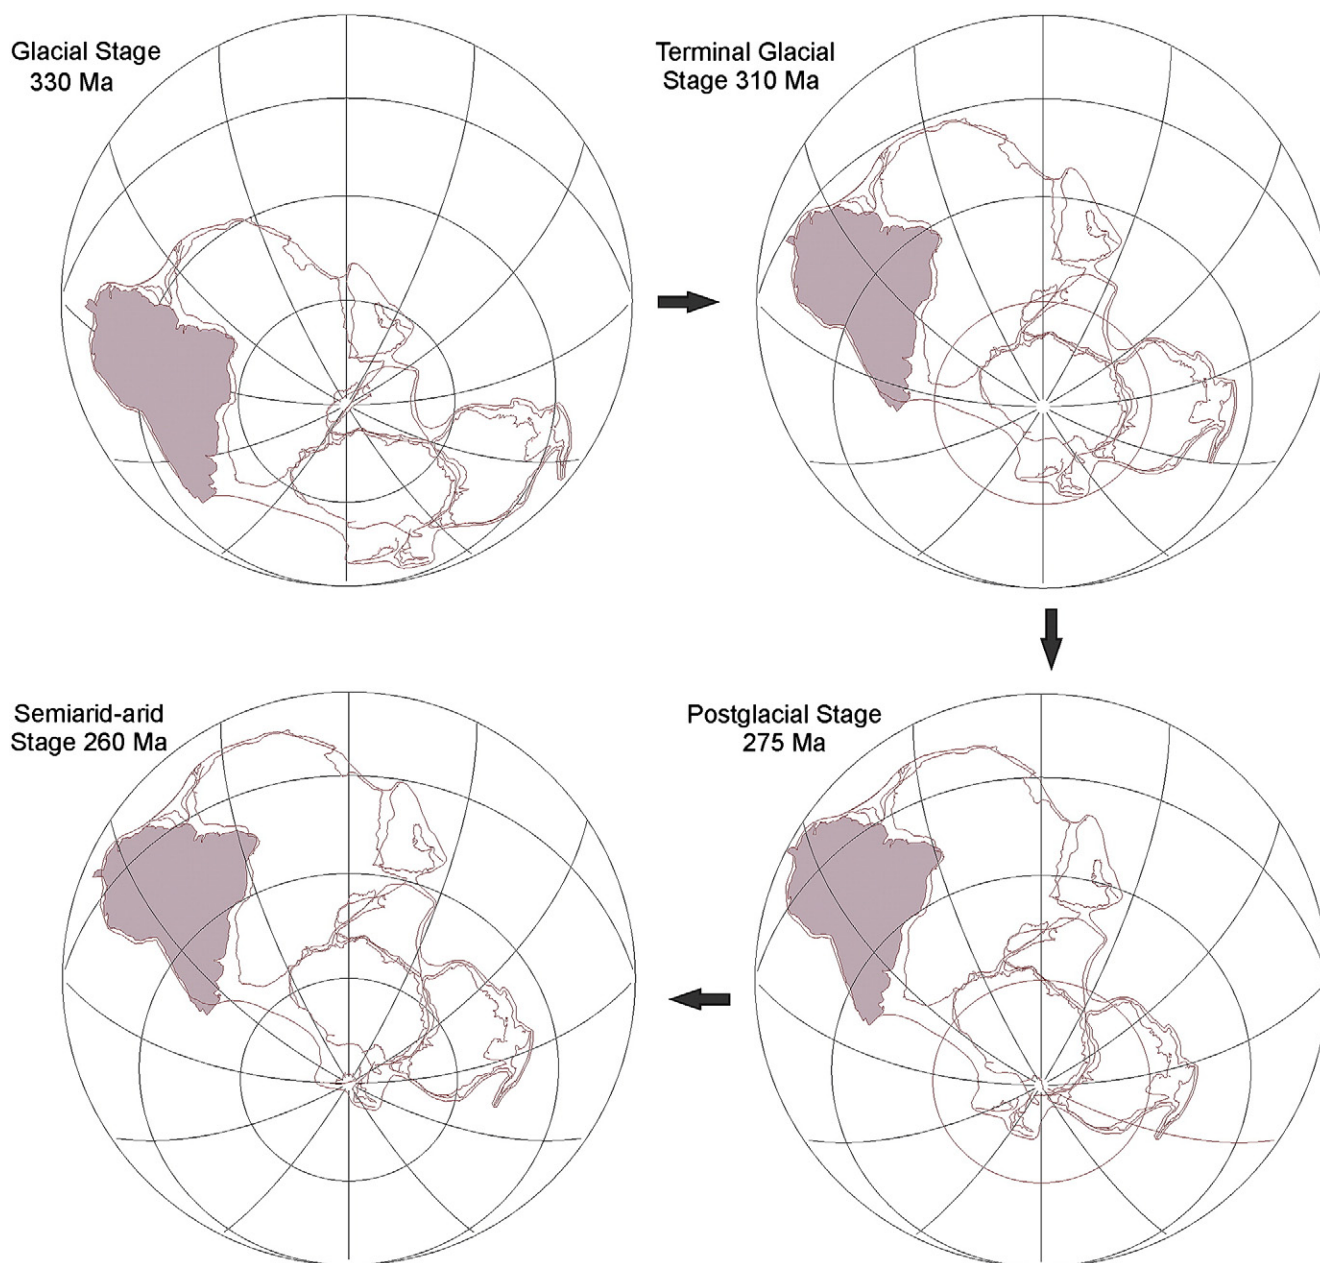 Glacial Stage
330 Ma
Terminal Glacial
Stage 310 Ma
Semiarid-arid
Stage 260 Ma
Postglacial Stage
275 Ma